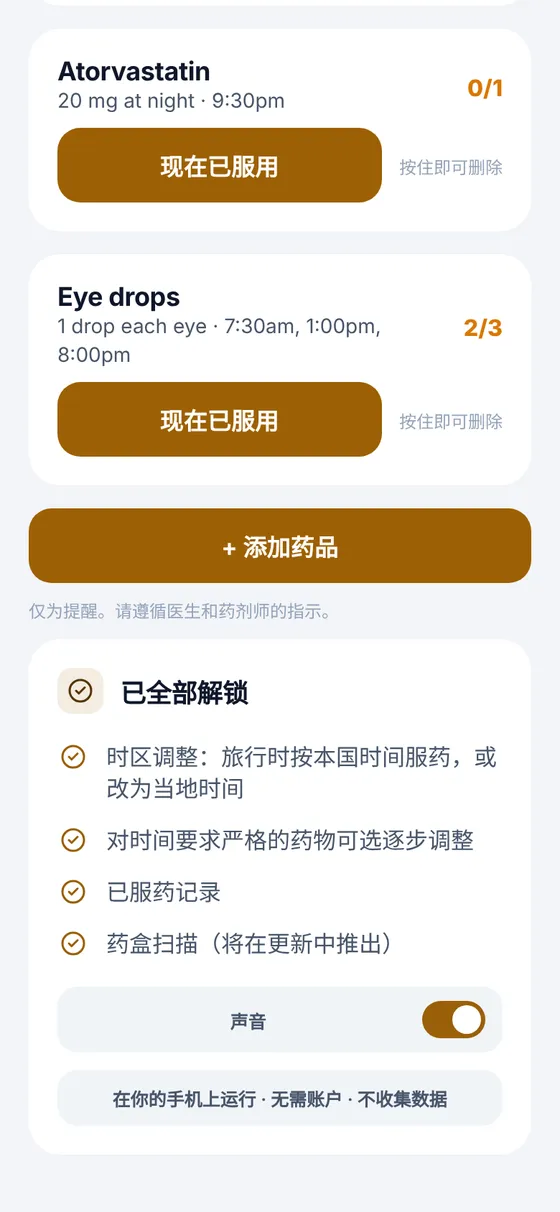 Atorvastatin
20 mg at night · 9:30pm
0/1
现在已服用
按住即可删除
Eye drops
1 drop each eye · 7:30am, 1:00pm,
8:00pm
2/3
现在已服用
按住即可删除
+ 添加药品
仅为提醒。请遵循医生和药剂师的指示。
已全部解锁
时区调整：旅行时按本国时间服药，或
改为当地时间
对时间要求严格的药物可选逐步调整
已服药记录
药盒扫描（将在更新中推出）
声音
在你的手机上运行 · 无需账户 · 不收集数据